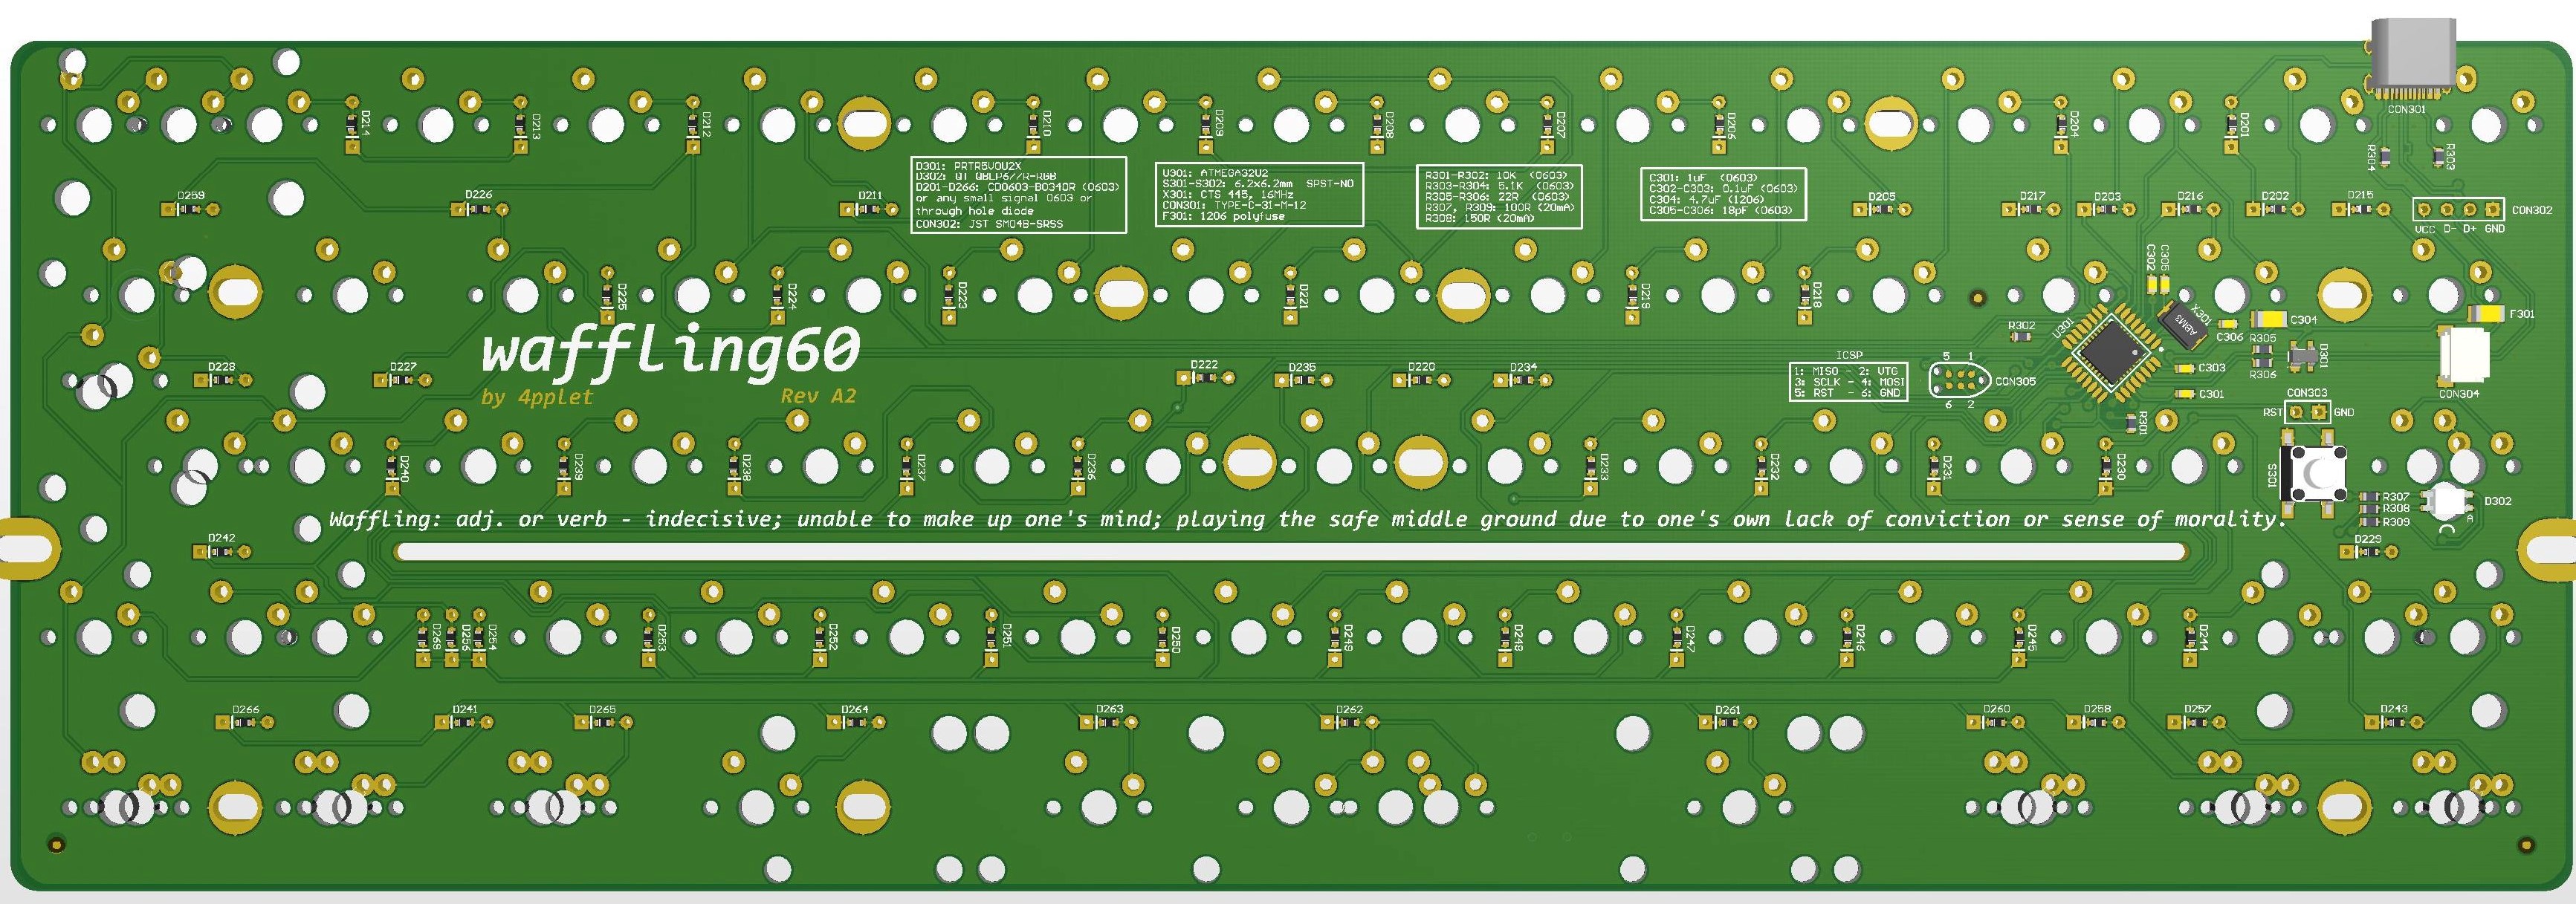 CON301
D214 D213 D212 D210 D209 D208 D207 D206 D204 D201
R304 R303
D301: PRTR5V0U2X
D302: QT QBLP677R-RGB
D201-D266: CD0603-B0340R (0603)
or any small signal 0603 or
through hole diode
CON302: JST SM04B-SRSS
U301: ATMEGA32U2
S301-S302: 6.2x6.2mm SPST-NO
X301: CTS 445, 16MHz
CON301: TYPE-C-31-M-12
F301: 1206 polyfuse
R301-R302: 10K (0603)
R303-R304: 5.1K (0603)
R305-R306: 22R (0603)
R307, R309: 100R (20mA)
R308: 150R (20mA)
C301: 1uF (0603)
C302-C303: 0.1uF (0603)
C304: 4.7uF (1206)
C305-C306: 18pF (0603)
D259 D226 D211 D205 D217 D203 D216 D202 D215 CON302
VCC D- D+ GND
D225 D224 D223 D221 D219 D218
C302 C305
U301 X301 ABM3
R302 C306 C304 F301
R305 D301
R306
C303
C301
CON304
waffling60
by 4pplet Rev A2
D228 D227 D222 D235 D220 D234
ICSP
1: MISO - 2: VTG
3: SCLK - 4: MOSI
5: RST - 6: GND
5 1
CON305
6 2
CON303
RST GND
R301
D240 D239 D238 D237 D236 D233 D232 D231 D230
S301
R307
R308
R309
D302
A
Waffling: adj. or verb - indecisive; unable to make up one's mind; playing the safe middle ground due to one's own lack of conviction or sense of morality.
D242 D229
D256 D254 D253 D252 D251 D250 D249 D248 D247 D246 D245 D244
D266 D241 D265 D264 D263 D262 D261 D260 D258 D257 D243